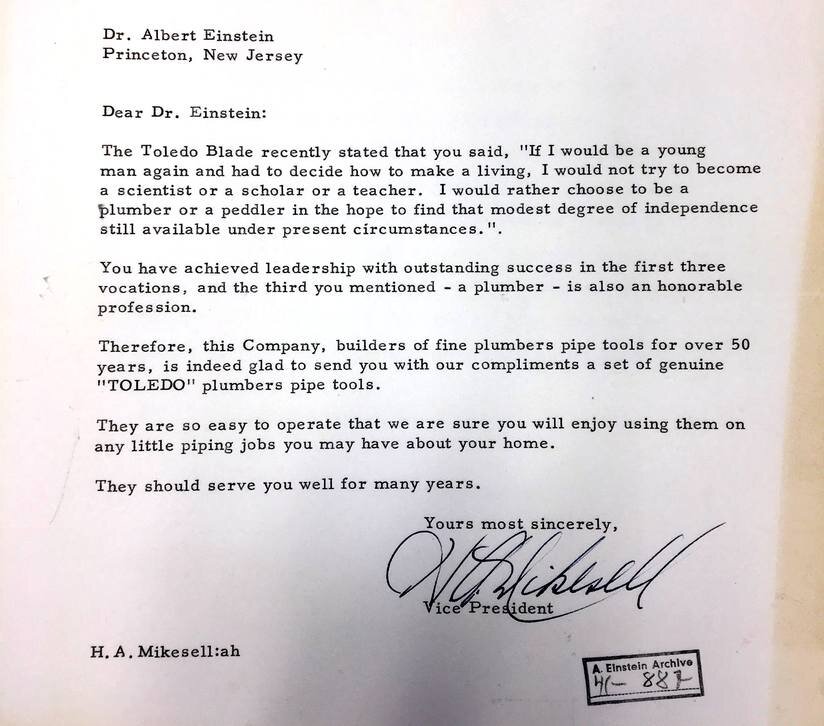 Dr. Albert Einstein
Princeton, New Jersey
Dear Dr. Einstein:
The Toledo Blade recently stated that you said, "If I would be a young
man again and had to decide how to make a living, I would not try to become
a scientist or a scholar or a teacher. I would rather choose to be a
plumber or a peddler in the hope to find that modest degree of independence
still available under present circumstances.".
You have achieved leadership with outstanding success in the first three
vocations, and the third you mentioned - a plumber - is also an honorable
profession.
Therefore, this Company, builders of fine plumbers pipe tools for over 50
years, is indeed glad to send you with our compliments a set of genuine
"TOLEDO" plumbers pipe tools.
They are so easy to operate that we are sure you will enjoy using them on
any little piping jobs you may have about your home.
They should serve you well for many years.
Yours most sincerely,
H.A. Mikesell
Vice President
H. A. Mikesell:ah
A. Einstein Archive